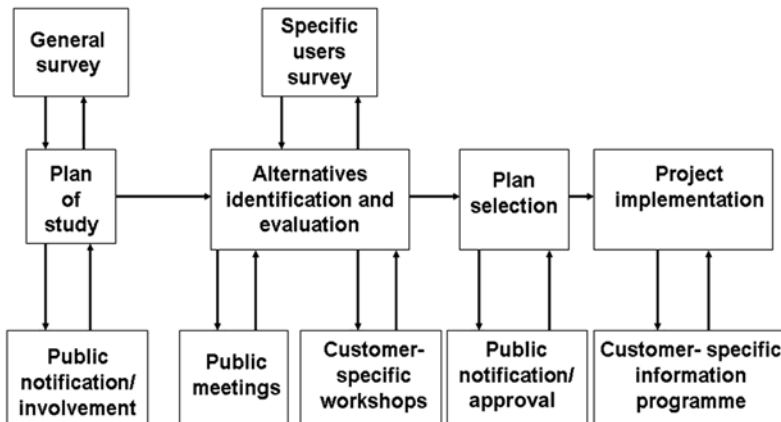 General
survey
Specific
users
survey
Plan
of
study
Alternatives
identification and
evaluation
Plan
selection
Project
implementation
Public
notification/
involvement
Public
meetings
Customer-
specific
workshops
Public
notification/
approval
Customer- specific
information
programme